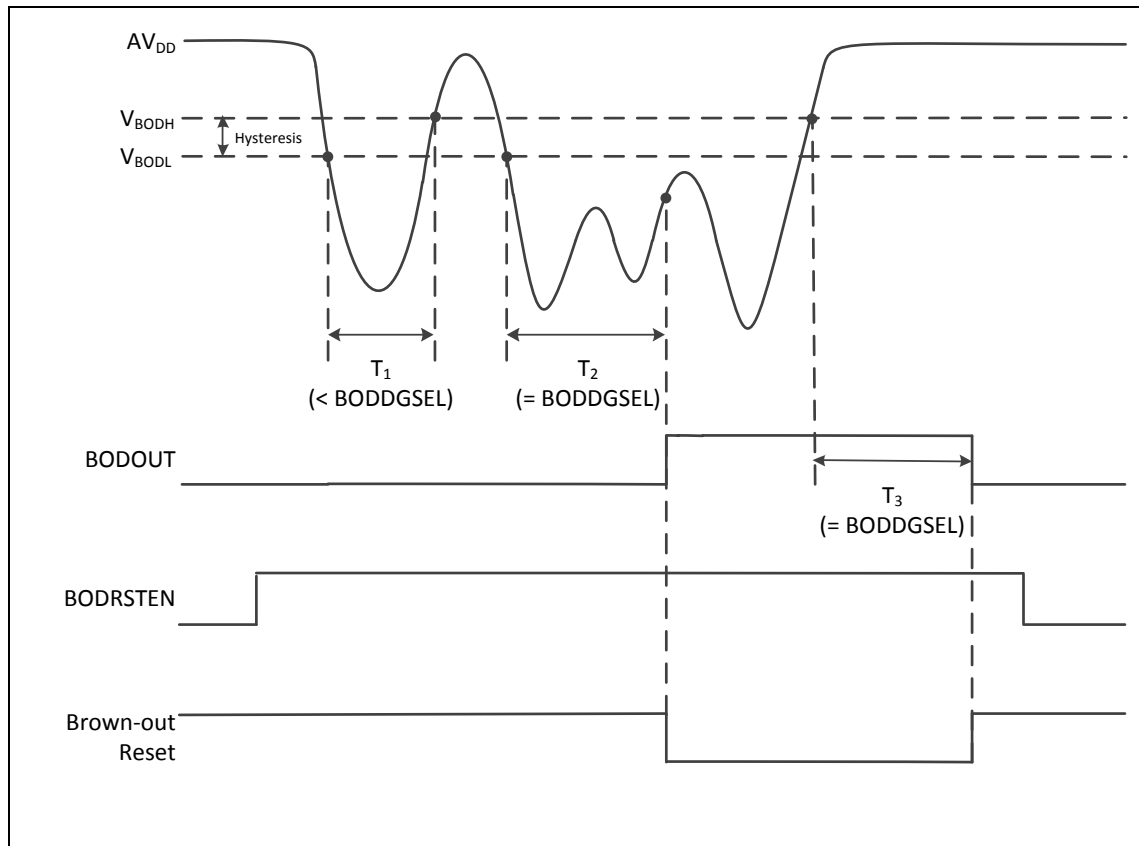 AVDD
VBODH
Hysteresis
VBODL
T1
(< BODDGSEL)
T2
(= BODDGSEL)
BODOUT
T3
(= BODDGSEL)
BODRSTEN
Brown-out
Reset